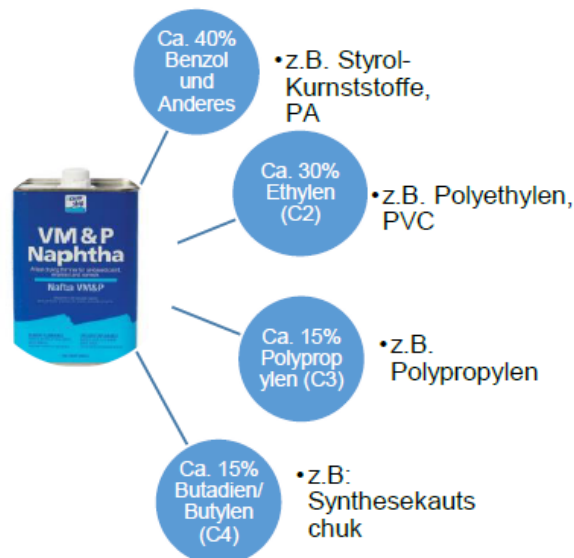 Ca. 40%
Benzol
und
Anderes
•z.B. Styrol-
Kurnststoffe,
PA
Ca. 30%
Ethylen
(C2)
•z.B. Polyethylen,
PVC
VM&P
Naphtha
Nafta VM&P
Ca. 15%
Polyprop
ylen (C3)
•z.B.
Polypropylen
Ca. 15%
Butadien/
Butylen
(C4)
•z.B:
Synthesekauts
chuk